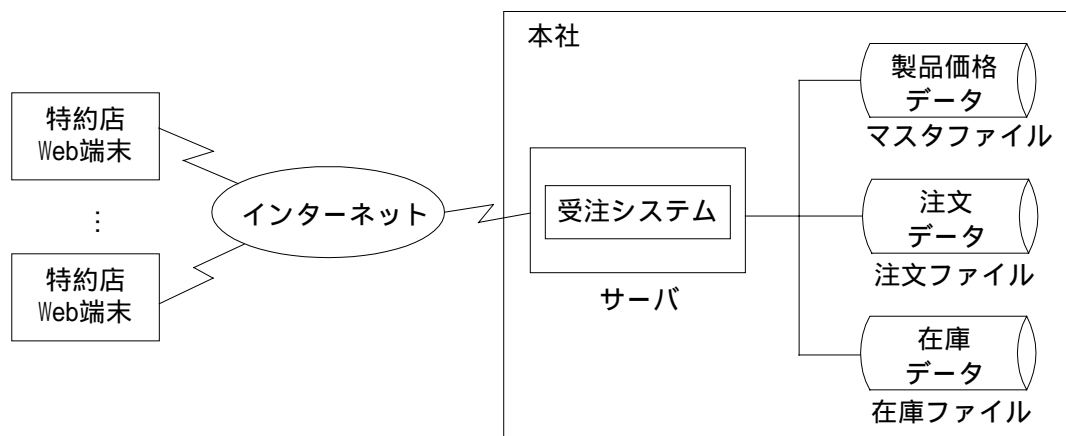 本社
特約店
Web端末
⋮
特約店
Web端末
インターネット
受注システム
サーバ
製品価格
データ
マスタファイル
注文
データ
注文ファイル
在庫
データ
在庫ファイル